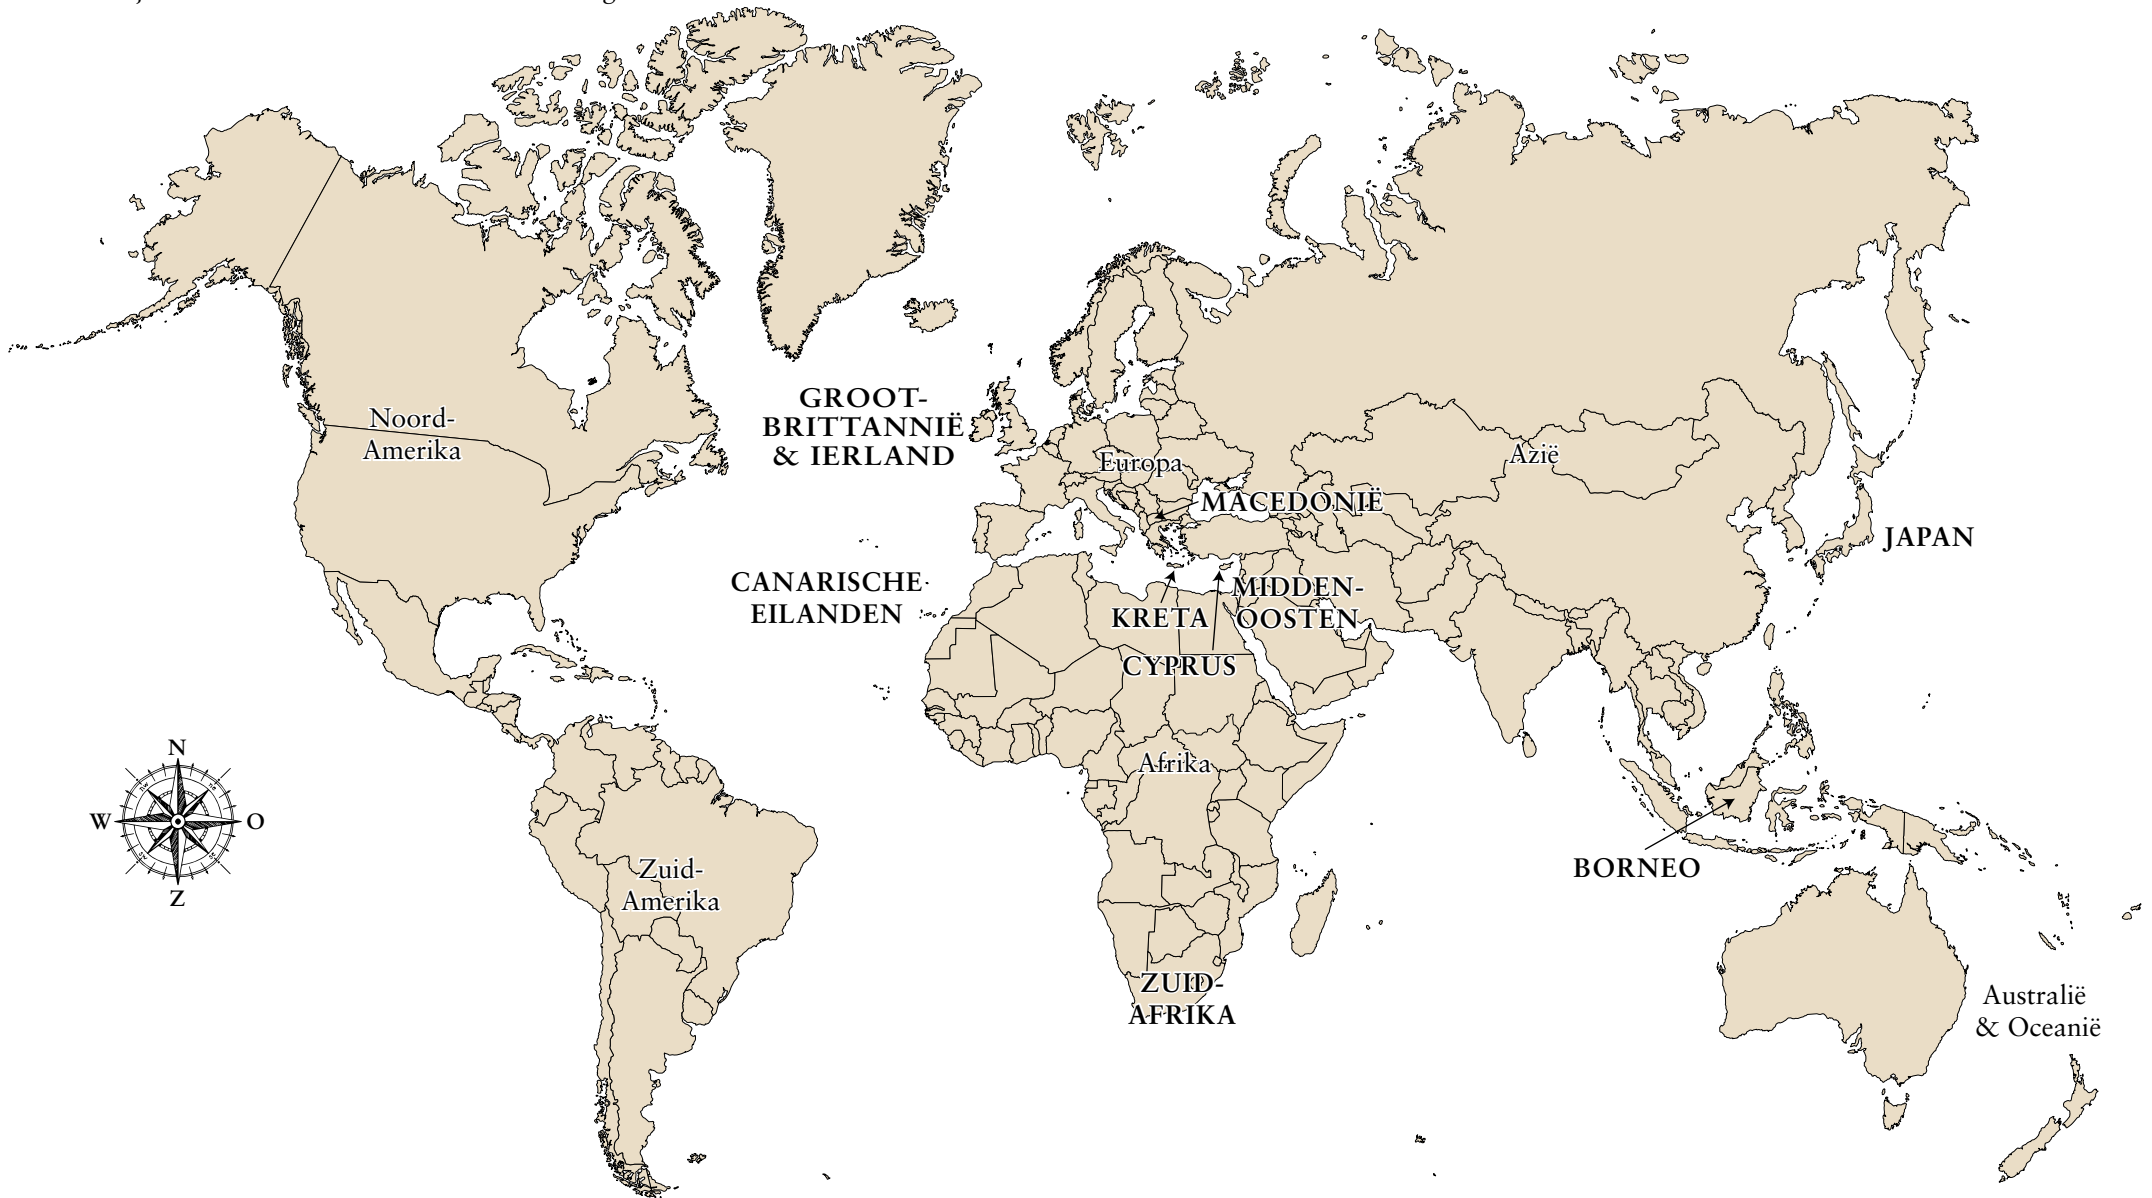 Noord-
Amerika
GROOT-
BRITTANNIË
& IERLAND
Europa
Azië
MACEDONIË
JAPAN
CANARISCHE
EILANDEN
MIDDEN-
OOSTEN
KRETA
CYPRUS
N
W
O
Z
Afrika
Zuid-
Amerika
BORNEO
ZUID-
AFRIKA
Australië
& Oceanië